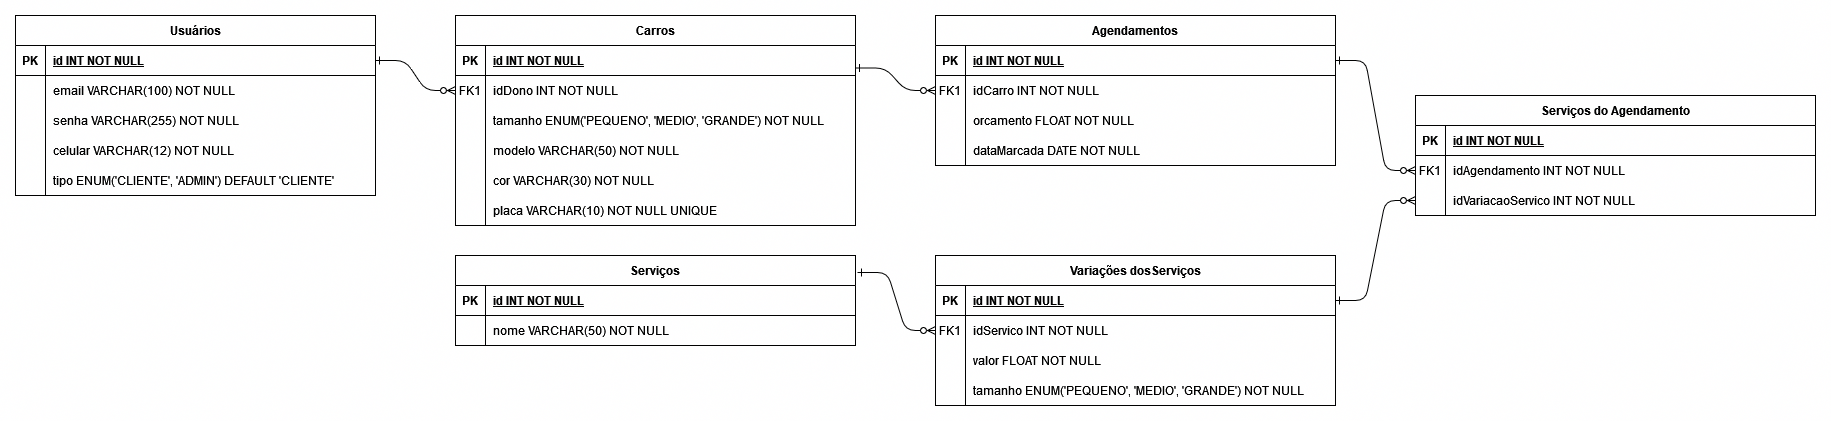 Usuários
PK id INT NOT NULL
email VARCHAR(100) NOT NULL
senha VARCHAR(255) NOT NULL
celular VARCHAR(12) NOT NULL
tipo ENUM('CLIENTE', 'ADMIN') DEFAULT 'CLIENTE'
Carros
PK id INT NOT NULL
FK1 idDono INT NOT NULL
tamanho ENUM('PEQUENO', 'MEDIO', 'GRANDE') NOT NULL
modelo VARCHAR(50) NOT NULL
cor VARCHAR(30) NOT NULL
placa VARCHAR(10) NOT NULL UNIQUE
Agendamentos
PK id INT NOT NULL
FK1 idCarro INT NOT NULL
orcamento FLOAT NOT NULL
dataMarcada DATE NOT NULL
Serviços do Agendamento
PK id INT NOT NULL
FK1 idAgendamento INT NOT NULL
idVariacaoServico INT NOT NULL
Serviços
PK id INT NOT NULL
nome VARCHAR(50) NOT NULL
Variações dos Serviços
PK id INT NOT NULL
FK1 idServico INT NOT NULL
valor FLOAT NOT NULL
tamanho ENUM('PEQUENO', 'MEDIO', 'GRANDE') NOT NULL